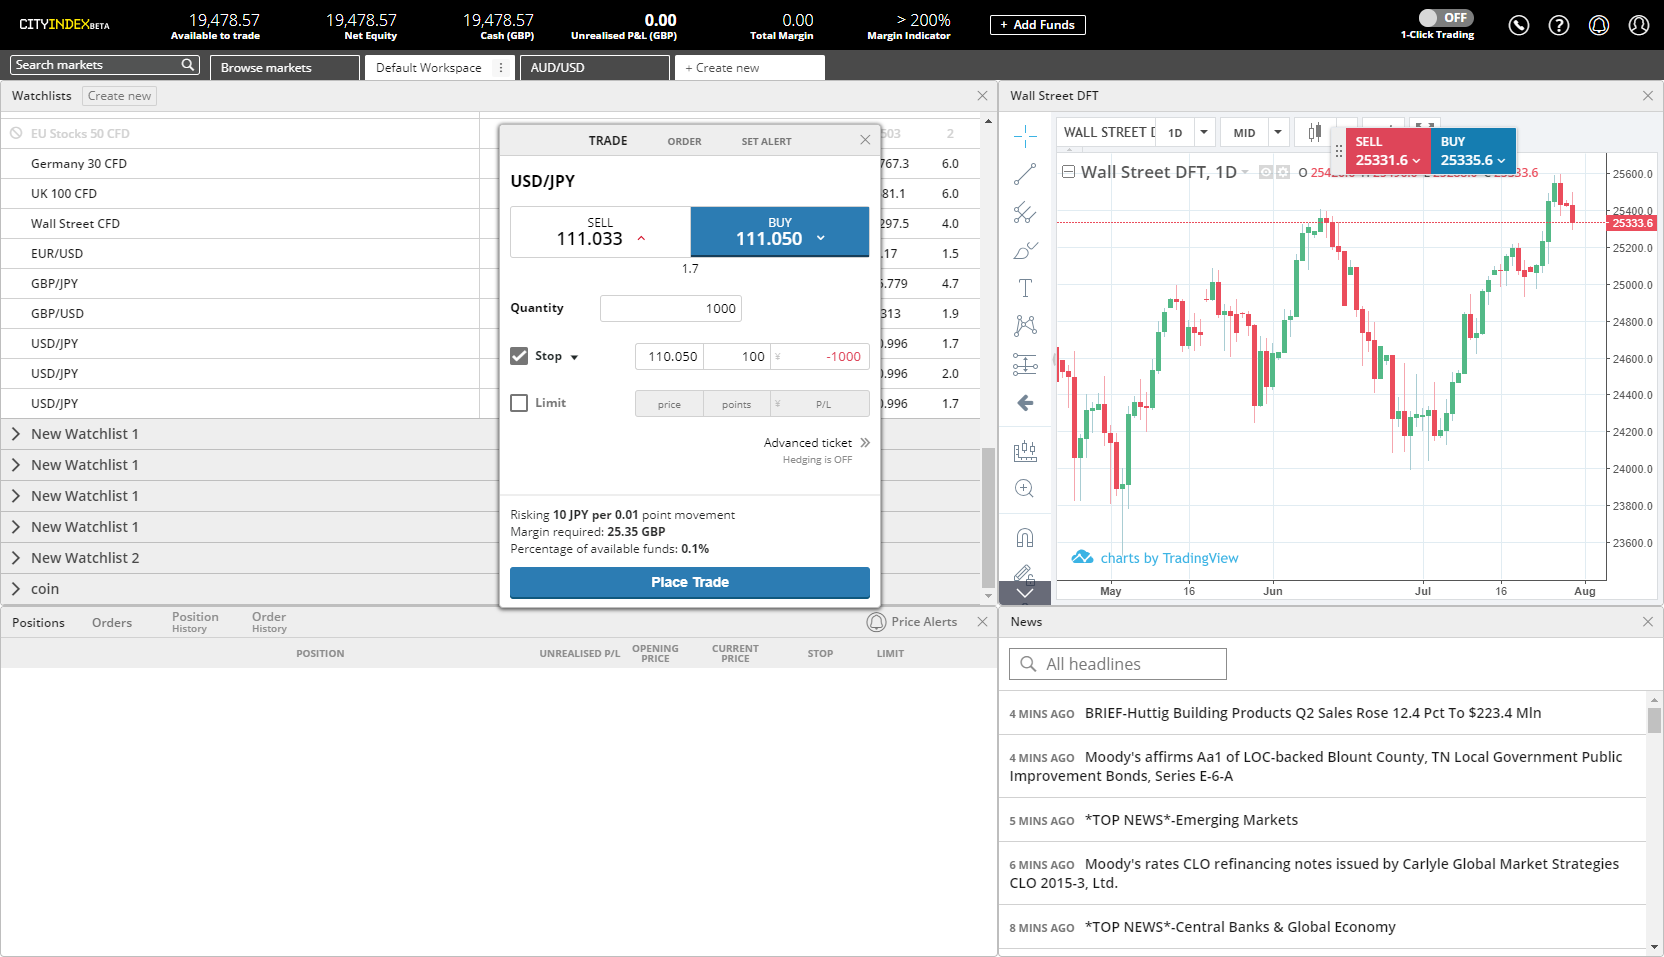 CITYINDEX BETA
19,478.57
Available to trade
19,478.57
Net Equity
19,478.57
Cash (GBP)
0.00
Unrealised P&L (GBP)
0.00
Total Margin
> 200%
Margin Indicator
+ Add Funds
OFF
1-Click Trading
Search markets
Browse markets
Default Workspace
AUD/USD
+ Create new
Watchlists
Create new
EU Stocks 50 CFD 503 2
Germany 30 CFD 767.3 6.0
UK 100 CFD 81.1 6.0
Wall Street CFD 297.5 4.0
EUR/USD .17 1.5
GBP/JPY .779 4.7
GBP/USD 313 1.9
USD/JPY .996 1.7
USD/JPY .996 2.0
USD/JPY .996 1.7
New Watchlist 1
New Watchlist 1
New Watchlist 1
New Watchlist 1
New Watchlist 2
coin
TRADE ORDER SET ALERT
USD/JPY
SELL
111.033
BUY
111.050
1.7
Quantity 1000
Stop 110.050 100 ¥ -1000
Limit price points ¥ P/L
Advanced ticket
Hedging is OFF
Risking 10 JPY per 0.01 point movement
Margin required: 25.35 GBP
Percentage of available funds: 0.1%
Place Trade
Wall Street DFT
WALL STREET D 1D MID
SELL
25331.6
BUY
25335.6
Wall Street DFT, 1D
25600.0
25400.0
25333.6
25200.0
25000.0
24800.0
24600.0
24400.0
24200.0
24000.0
23800.0
23600.0
charts by TradingView
May 16 Jun Jul 16 Aug
Positions Orders Position History Order History Price Alerts
POSITION UNREALISED P/L OPENING PRICE CURRENT PRICE STOP LIMIT
News
All headlines
4 MINS AGO BRIEF-Huttig Building Products Q2 Sales Rose 12.4 Pct To $223.4 Mln
4 MINS AGO Moody's affirms Aa1 of LOC-backed Blount County, TN Local Government Public
Improvement Bonds, Series E-6-A
5 MINS AGO *TOP NEWS*-Emerging Markets
6 MINS AGO Moody's rates CLO refinancing notes issued by Carlyle Global Market Strategies
CLO 2015-3, Ltd.
8 MINS AGO *TOP NEWS*-Central Banks & Global Economy